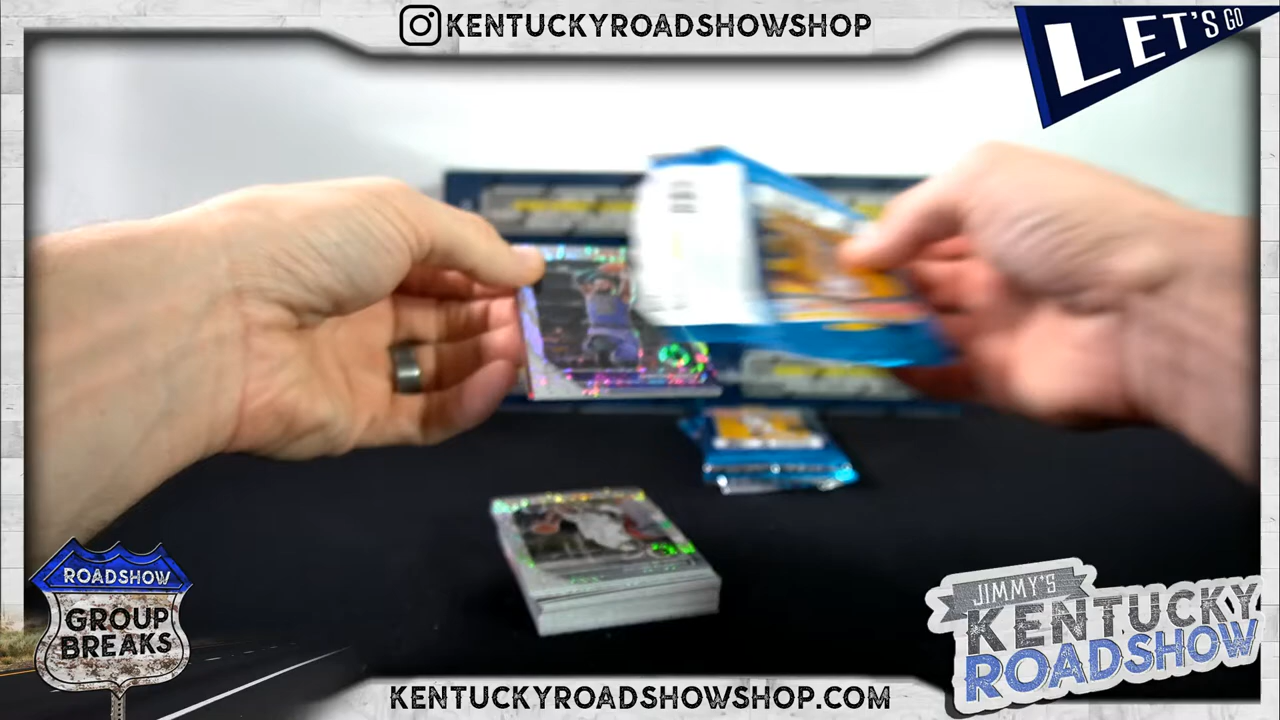 KENTUCKYROADSHOWSHOP
LET'S GO
ROADSHOW
GROUP
BREAKS
JIMMY'S
KENTUCKY
ROADSHOW
KENTUCKYROADSHOWSHOP.COM